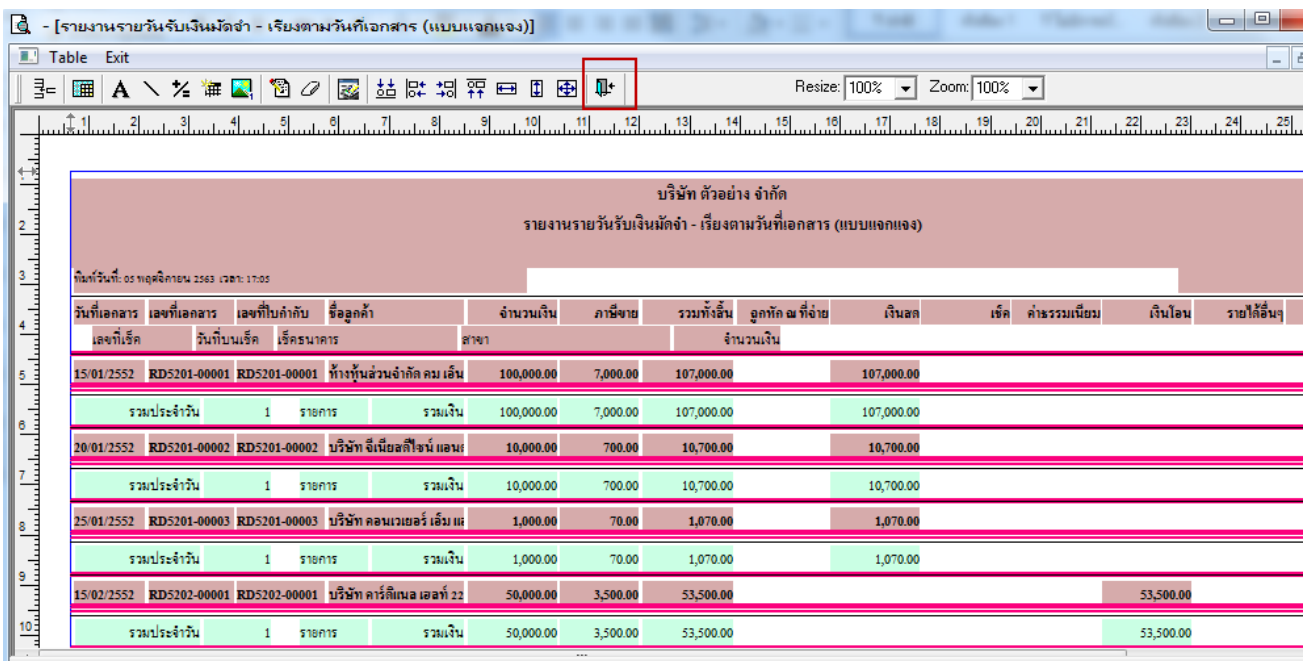 - [รายงานรายวันรับเงินมัดจำ - เรียงตามวันที่เอกสาร (แบบแจกแจง)]
Table Exit
Resize: 100% Zoom: 100%
1 2 3 4 5 6 7 8 9 10 11 12 13 14 15 16 17 18 19 20 21 22 23 24 25
บริษัท ตัวอย่าง จำกัด
รายงานรายวันรับเงินมัดจำ - เรียงตามวันที่เอกสาร (แบบแจกแจง)
พิมพ์วันที่: 05 พฤศจิกายน 2563 เวลา: 17:05
วันที่เอกสาร เลขที่เอกสาร เลขที่ใบกำกับ ชื่อลูกค้า จำนวนเงิน ภาษีขาย รวมทั้งสิ้น ถูกหัก ณ ที่จ่าย เงินสด เช็ค ค่าธรรมเนียม เงินโอน รายได้อื่นๆ
เลขที่เช็ค วันที่บนเช็ค เช็คธนาคาร สาขา จำนวนเงิน
15/01/2552 RD5201-00001 RD5201-00001 ห้างหุ้นส่วนจำกัด คม เอ็น 100,000.00 7,000.00 107,000.00 107,000.00
รวมประจำวัน 1 รายการ รวมเงิน 100,000.00 7,000.00 107,000.00 107,000.00
20/01/2552 RD5201-00002 RD5201-00002 บริษัท จีเนียสดีไซน์ แอน 10,000.00 700.00 10,700.00 10,700.00
รวมประจำวัน 1 รายการ รวมเงิน 10,000.00 700.00 10,700.00 10,700.00
25/01/2552 RD5201-00003 RD5201-00003 บริษัท คอนเวเยอร์ เอ็ม แ 1,000.00 70.00 1,070.00 1,070.00
รวมประจำวัน 1 รายการ รวมเงิน 1,000.00 70.00 1,070.00 1,070.00
15/02/2552 RD5202-00001 RD5202-00001 บริษัท คาร์ดิแนล เฮลท์ 22 50,000.00 3,500.00 53,500.00 53,500.00
รวมประจำวัน 1 รายการ รวมเงิน 50,000.00 3,500.00 53,500.00 53,500.00